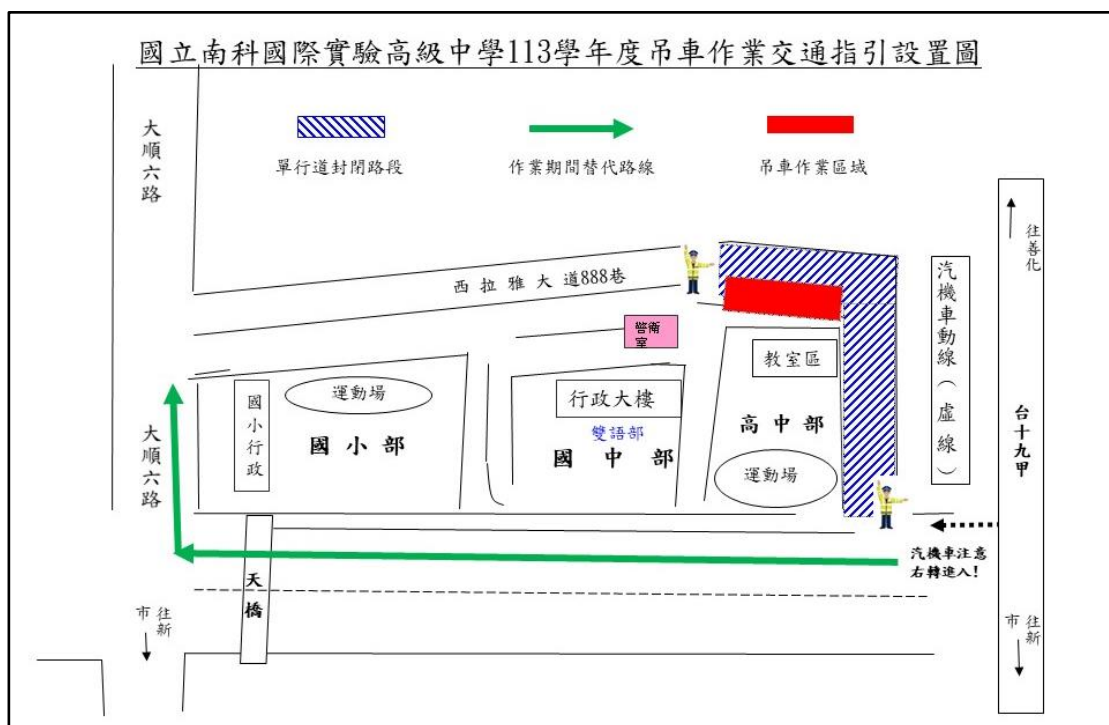 國立南科國際實驗高級中學113學年度吊車作業交通指引設置圖
大順六路
單行道封閉路段
作業期間替代路線
吊車作業區域
往善化
汽機車動線（虛線）
台十九甲
西拉雅大道888巷
警衛
室
教室區
運動場
行政大樓
國小行政
雙語部
高中部
國小部
國中部
運動場
大順六路
汽機車注意
右轉進入!
天橋
往新
市
往新
市